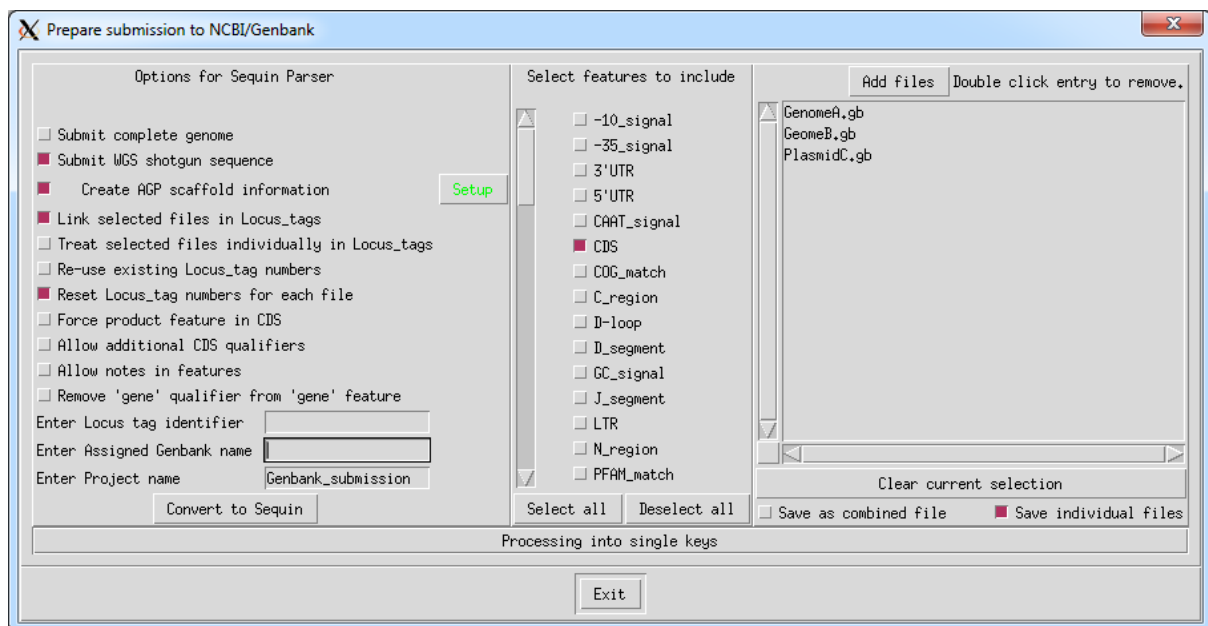 Prepare submission to NCBI/Genbank
Options for Sequin Parser
Submit complete genome
Submit WGS shotgun sequence
Create AGP scaffold information
Setup
Link selected files in Locus_tags
Treat selected files individually in Locus_tags
Re-use existing Locus_tag numbers
Reset Locus_tag numbers for each file
Force product feature in CDS
Allow additional CDS qualifiers
Allow notes in features
Remove 'gene' qualifier from 'gene' feature
Enter Locus tag identifier
Enter Assigned Genbank name
Enter Project name
Genbank_submission
Convert to Sequin
Select features to include
-10_signal
-35_signal
3'UTR
5'UTR
CAAT_signal
CDS
COG_match
C_region
D-loop
D_segment
GC_signal
J_segment
LTR
N_region
PFAM_match
Select all
Deselect all
Add files
Double click entry to remove.
GenomeA.gb
GeomeB.gb
PlasmidC.gb
Clear current selection
Save as combined file
Save individual files
Processing into single keys
Exit